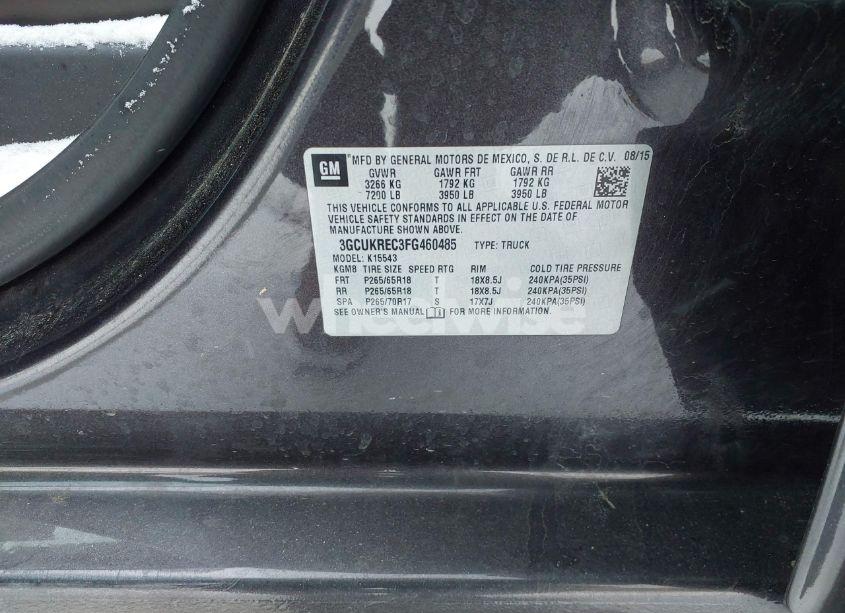 GM MFD BY GENERAL MOTORS DE MEXICO, S. DE R.L. DE C.V. 08/15
GVWR GAWR FRT GAWR RR
3266 KG 1792 KG 1792 KG
7200 LB 3950 LB 3950 LB
THIS VEHICLE CONFORMS TO ALL APPLICABLE U.S. FEDERAL MOTOR
VEHICLE SAFETY STANDARDS IN EFFECT ON THE DATE OF
MANUFACTURE SHOWN ABOVE.
3GCUKREC3FG460485 TYPE: TRUCK
MODEL: K15543
KGM8 TIRE SIZE SPEED RTG RIM COLD TIRE PRESSURE
FRT P265/65R18 T 18X8.5J 240KPA(35PSI)
RR P265/65R18 T 18X8.5J 240KPA(35PSI)
SPA P265/70R17 S 17X7J 240KPA(35PSI)
SEE OWNER'S MANUAL FOR MORE INFORMATION.